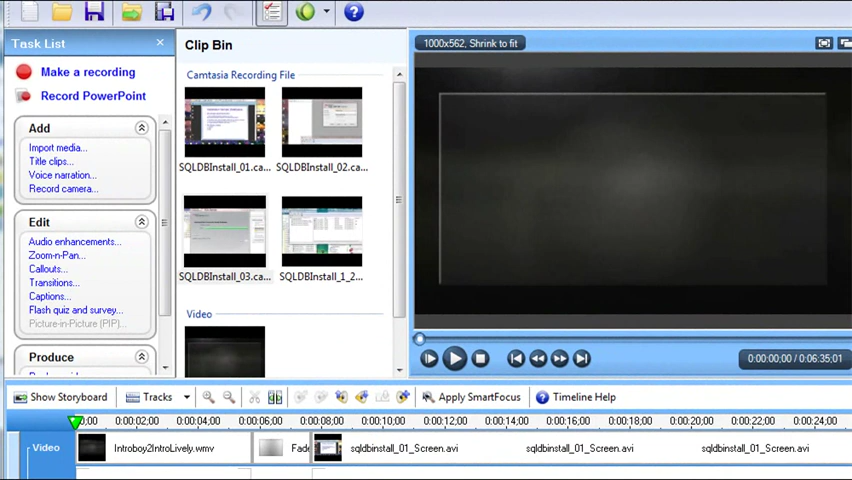 Task List
Make a recording
Record PowerPoint
Add
Import media...
Title clips...
Voice narration...
Record camera...
Edit
Audio enhancements...
Zoom-n-Pan...
Callouts...
Transitions...
Captions...
Flash quiz and survey...
Picture-in-Picture (PIP)...
Produce
Clip Bin
Camtasia Recording File
SQLDBInstall_01.ca...
SQLDBInstall_02.ca...
SQLDBInstall_03.ca...
SQLDBInstall_1_2...
Video
1000x562, Shrink to fit
0:00:00;00 / 0:06:35;01
Show Storyboard
Tracks
Apply SmartFocus
Timeline Help
0:00:02;00
0:00:04;00
0:00:06;00
0:00:08;00
0:00:10;00
0:00:12;00
0:00:14;00
0:00:16;00
0:00:18;00
0:00:20;00
0:00:22;00
0:00:24;00
Video
Introboy2IntroLively.wmv
Fade
sqldbinstall_01_Screen.avi
sqldbinstall_01_Screen.avi
sqldbinstall_01_Screen.avi